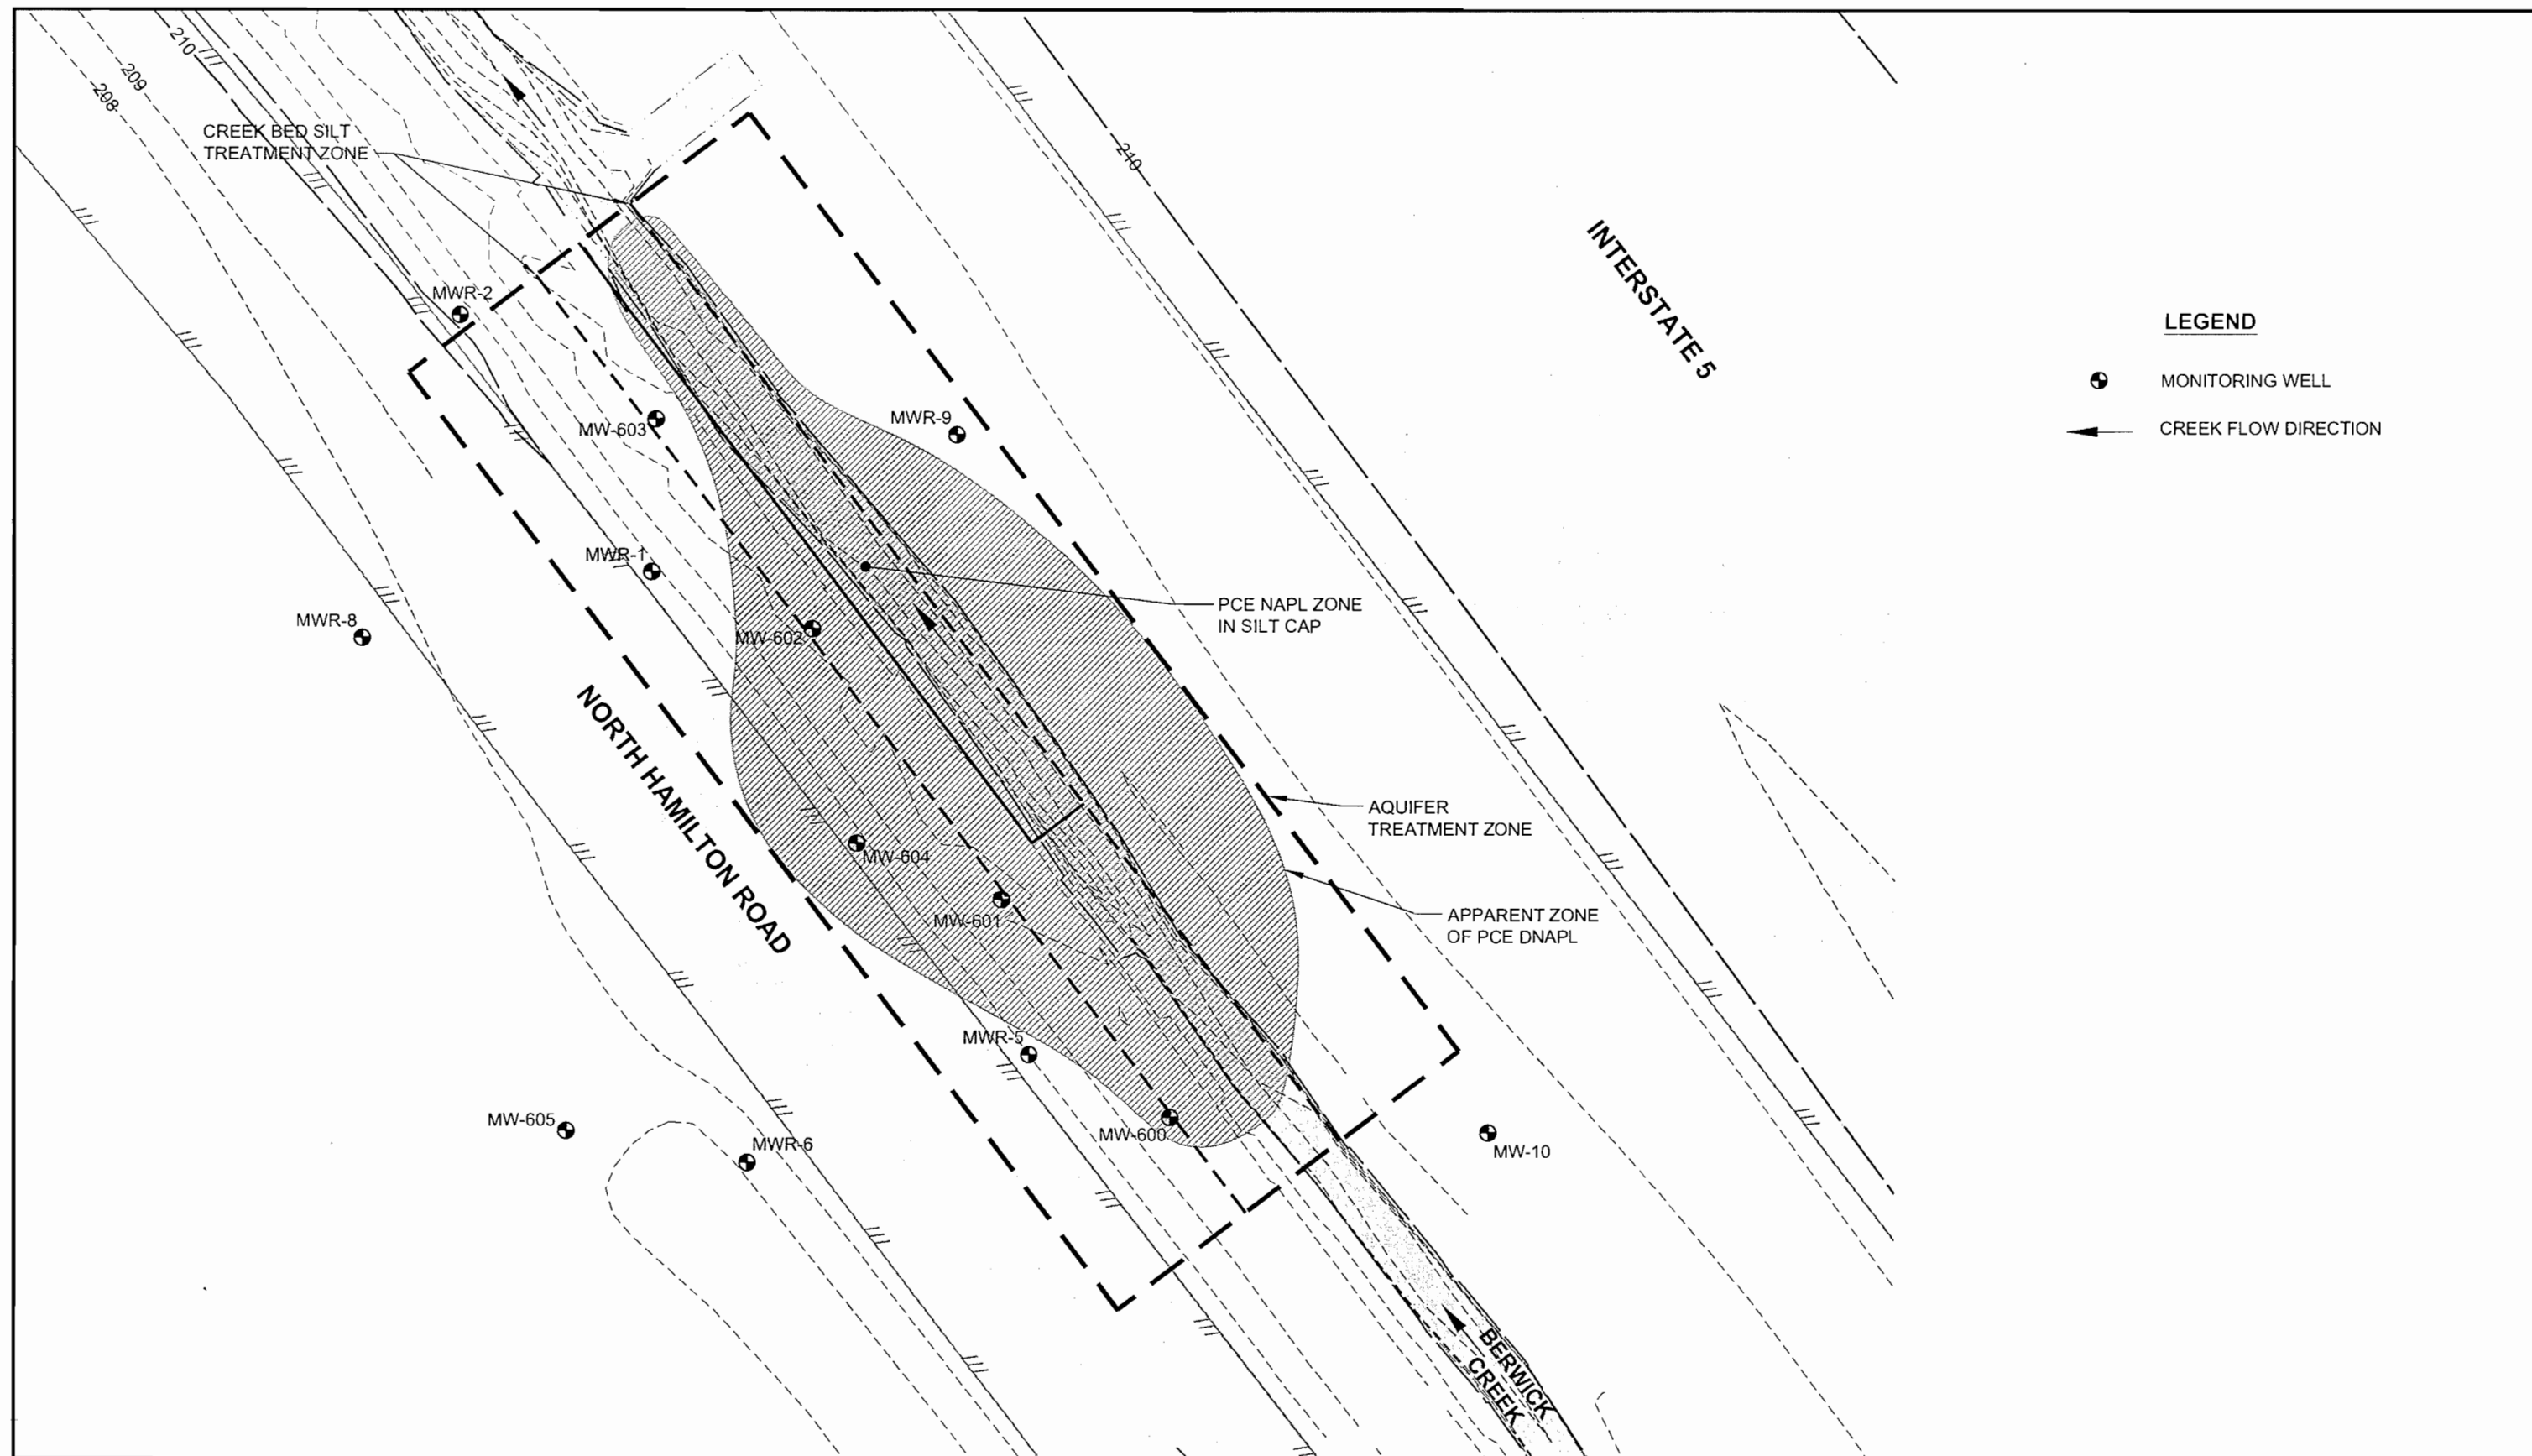 210
209
208
CREEK BED SILT
TREATMENT ZONE
210
INTERSTATE 5
MWR-2
MW-603
MWR-9
MWR-1
MWR-8
MW-602
PCE NAPL ZONE
IN SILT CAP
NORTH HAMILTON ROAD
AQUIFER
TREATMENT ZONE
MW-604
MW-601
APPARENT ZONE
OF PCE DNAPL
MWR-5
MW-600
MW-605
MWR-6
MW-10
BERWICK
CREEK
LEGEND
MONITORING WELL
CREEK FLOW DIRECTION